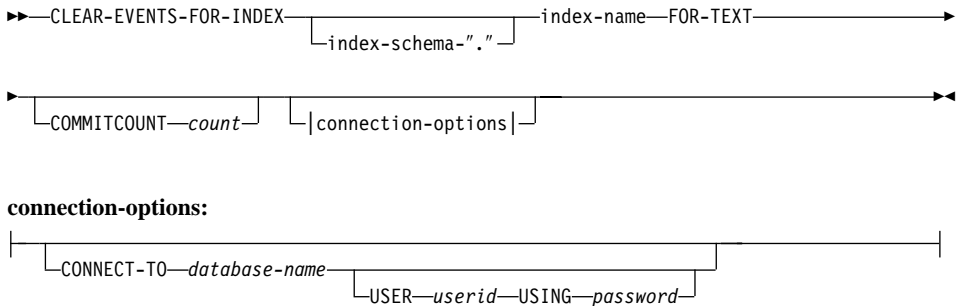 CLEAR-EVENTS-FOR-INDEX index-name FOR-TEXT
index-schema-"."
COMMITCOUNT count |connection-options|
connection-options:
CONNECT-TO database-name
USER userid USING password